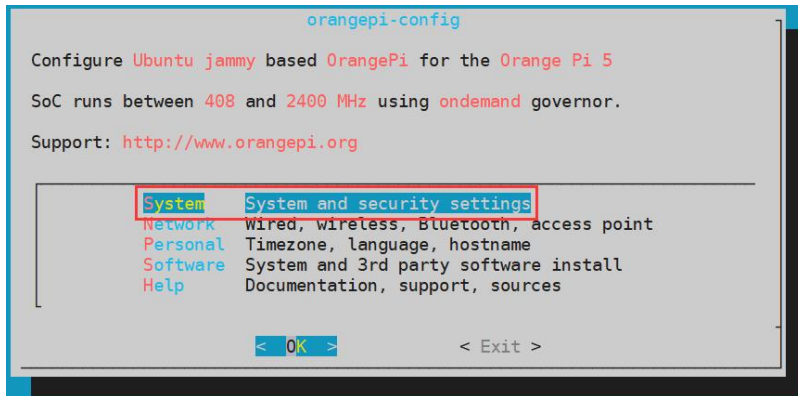 orangepi-config
Configure Ubuntu jammy based OrangePi for the Orange Pi 5
SoC runs between 408 and 2400 MHz using ondemand governor.
Support: http://www.orangepi.org
System System and security settings
Network Wired, wireless, Bluetooth, access point
Personal Timezone, language, hostname
Software System and 3rd party software install
Help Documentation, support, sources
< OK > < Exit >